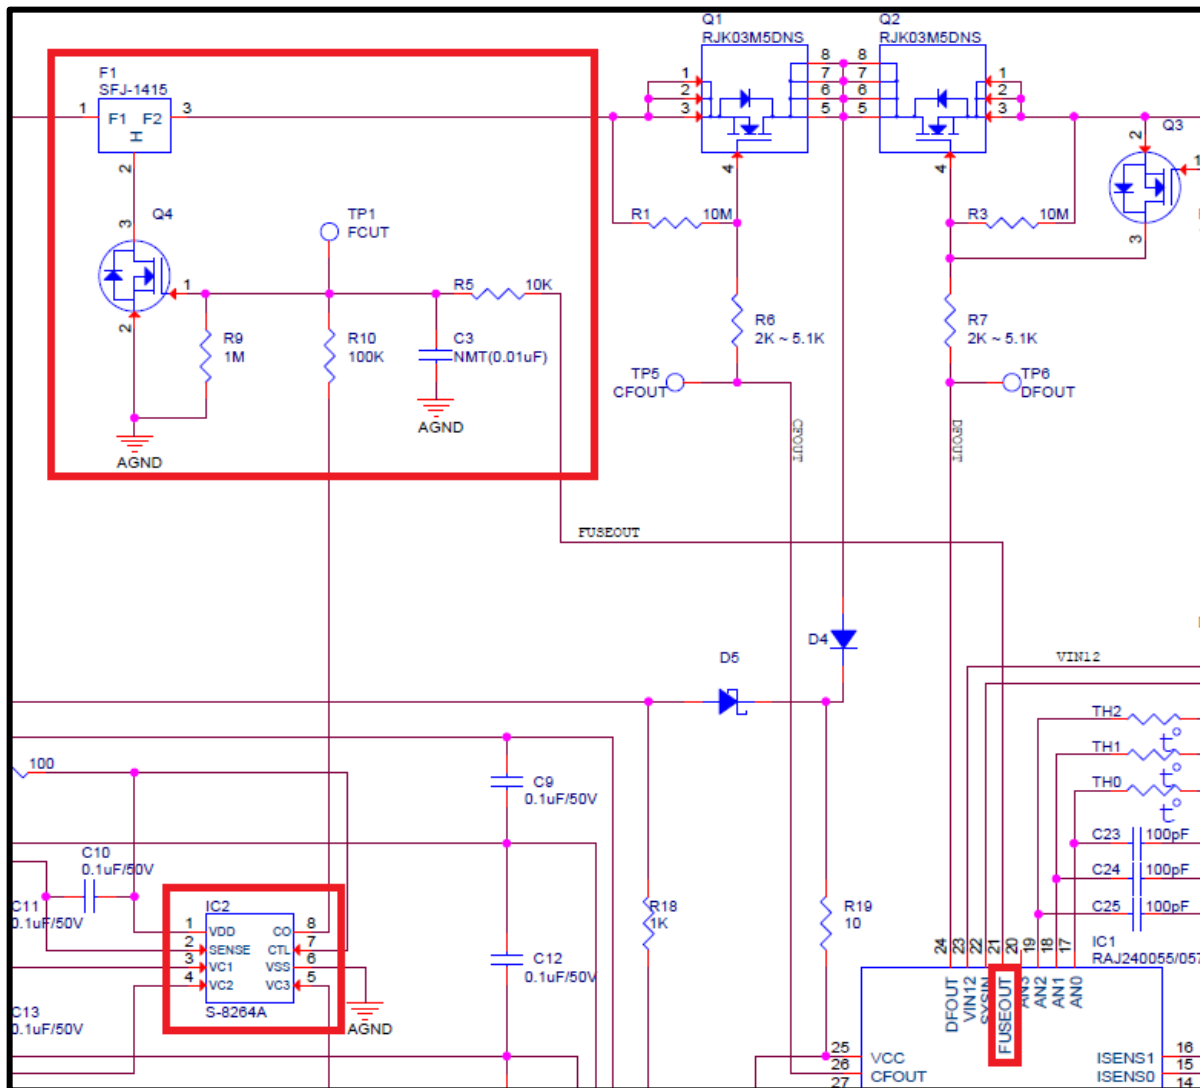 Q1
RJK03M5DNS
Q2
RJK03M5DNS
F1
SFJ-1415
1
F1 F2
3
2
8
7
6
5
1
2
3
4
8
7
6
5
1
2
3
4
Q3
2
1
3
Q4
3
1
2
TP1
FCUT
R1
10M
R3
10M
R5
10K
R9
1M
R10
100K
C3
NMT(0.01uF)
R6
2K ~ 5.1K
R7
2K ~ 5.1K
TP5
CFOUT
TP6
DFOUT
AGND
AGND
CFOUT
DFOUT
FUSEOUT
D4
D5
VIN12
TH2
t°
TH1
t°
TH0
t°
100
C9
0.1uF/50V
C10
0.1uF/50V
C11
0.1uF/50V
C12
0.1uF/50V
C13
0.1uF/50V
R18
1K
R19
10
C23
100pF
C24
100pF
C25
100pF
IC2
1
VDD
CO
8
2
SENSE
CTL
7
3
VC1
VSS
6
4
VC2
VC3
5
S-8264A
AGND
IC1
RAJ240055/057
24
23
22
21
20
19
18
17
DFOUT
VIN12
SYSIN
FUSEOUT
AN3
AN2
AN1
AN0
25
VCC
26
CFOUT
27
ISENS1
16
ISENS0
15
14